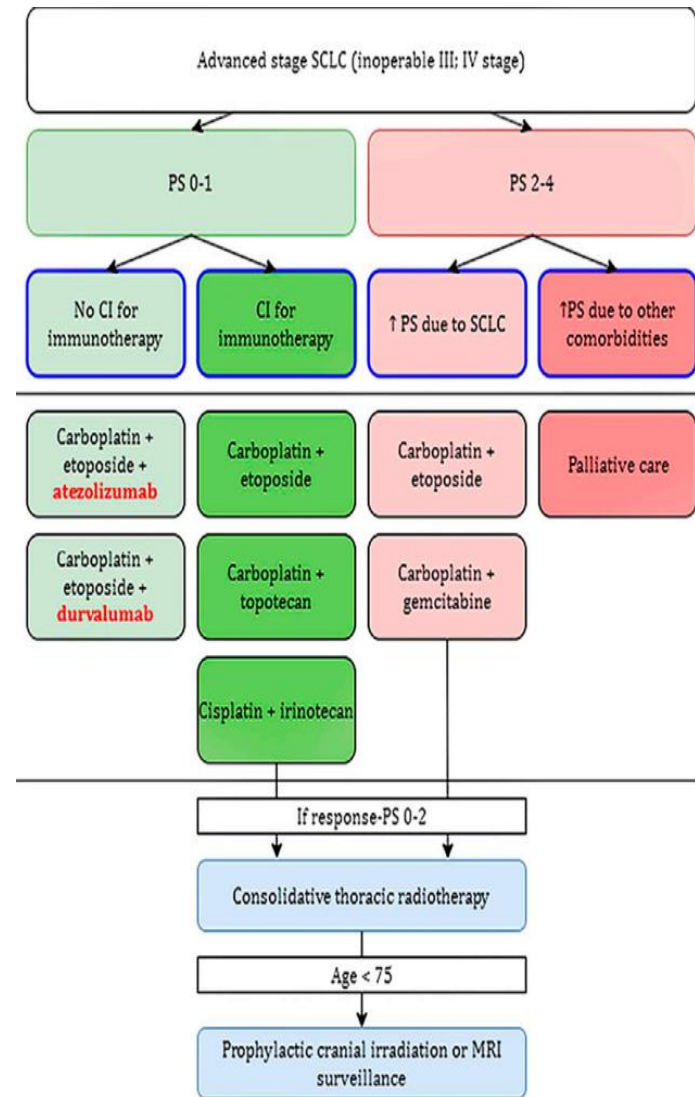 Advanced stage SCLC (inoperable III; IV stage)
PS 0-1
PS 2-4
No CI for
immunotherapy
CI for
immunotherapy
↑ PS due to SCLC
↑PS due to other
comorbidities
Carboplatin +
etoposide +
atezolizumab
Carboplatin +
etoposide
Carboplatin +
etoposide
Palliative care
Carboplatin +
etoposide +
durvalumab
Carboplatin +
topotecan
Carboplatin +
gemcitabine
Cisplatin + irinotecan
If response-PS 0-2
Consolidative thoracic radiotherapy
Age < 75
Prophylactic cranial irradiation or MRI
surveillance